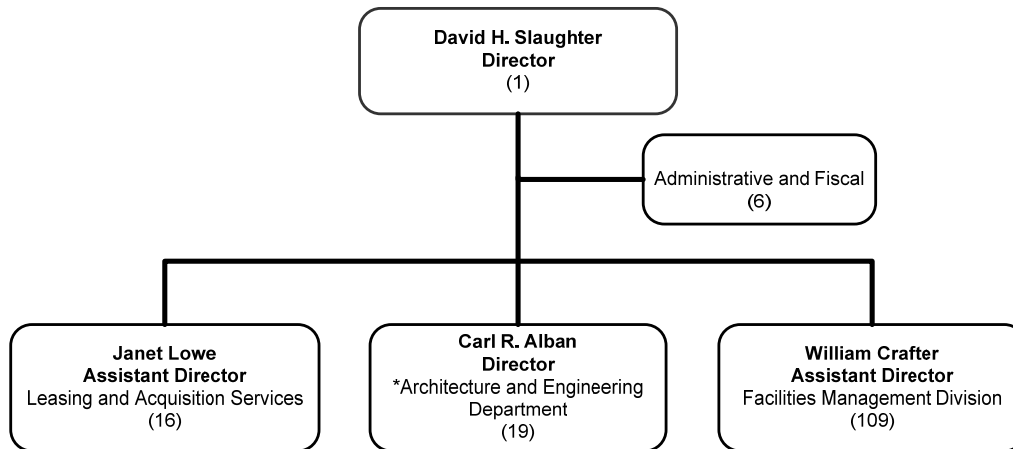 David H. Slaughter
Director
(1)
Administrative and Fiscal
(6)
Janet Lowe
Assistant Director
Leasing and Acquisition Services
(16)
Carl R. Alban
Director
*Architecture and Engineering
Department
(19)
William Crafter
Assistant Director
Facilities Management Division
(109)